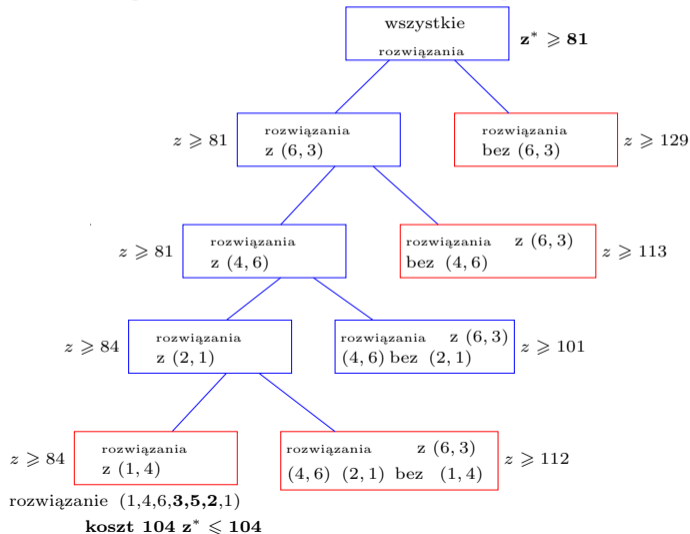 wszystkie
rozwiązania
z* ⩾ 81
z ⩾ 81
rozwiązania
z (6, 3)
rozwiązania
bez (6, 3)
z ⩾ 129
z ⩾ 81
rozwiązania
z (4, 6)
rozwiązania z (6, 3)
bez (4, 6)
z ⩾ 113
z ⩾ 84
rozwiązania
z (2, 1)
rozwiązania z (6, 3)
(4, 6) bez (2, 1)
z ⩾ 101
z ⩾ 84
rozwiązania
z (1, 4)
rozwiązania z (6, 3)
(4, 6) (2, 1) bez (1, 4)
z ⩾ 112
rozwiązanie (1,4,6,3,5,2,1)
koszt 104 z* ⩽ 104